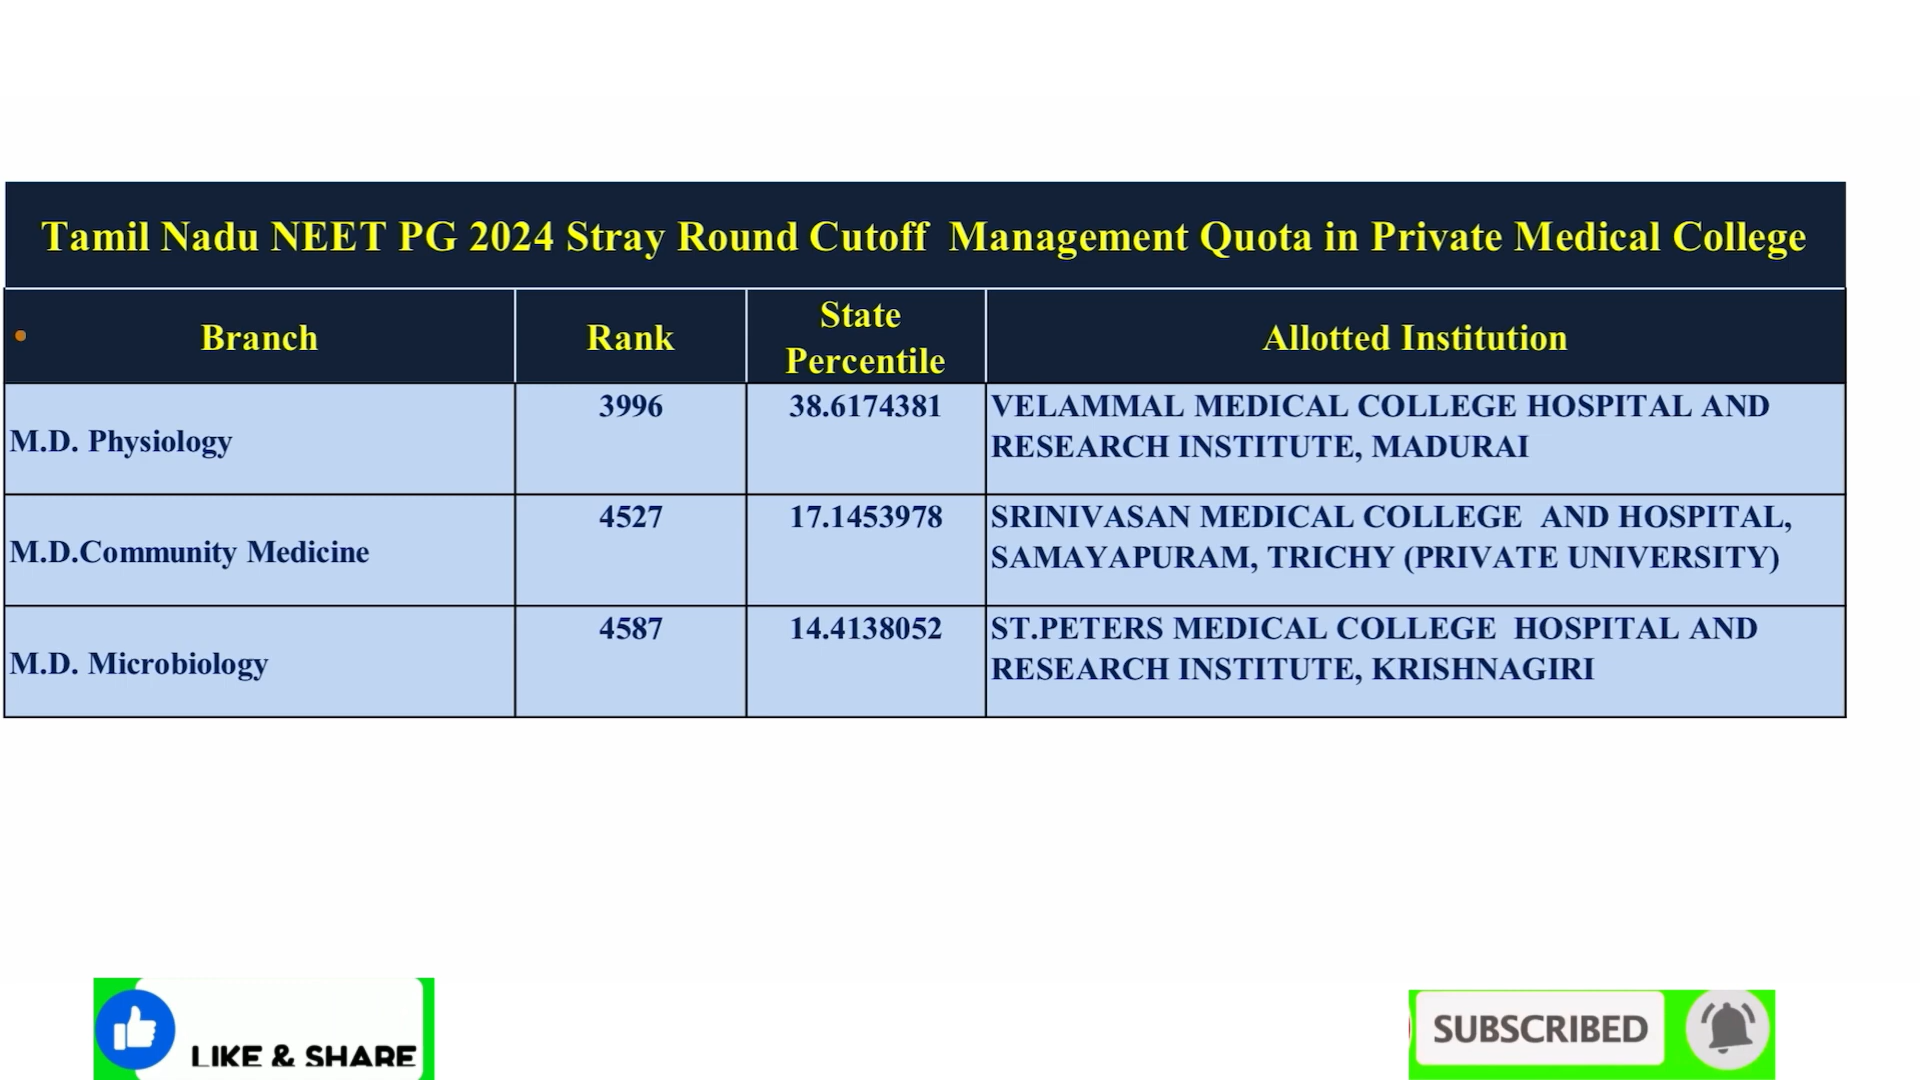 Tamil Nadu NEET PG 2024 Stray Round Cutoff Management Quota in Private Medical College
Branch Rank State Percentile Allotted Institution
M.D. Physiology 3996 38.6174381 VELAMMAL MEDICAL COLLEGE HOSPITAL AND
RESEARCH INSTITUTE, MADURAI
M.D.Community Medicine 4527 17.1453978 SRINIVASAN MEDICAL COLLEGE AND HOSPITAL,
SAMAYAPURAM, TRICHY (PRIVATE UNIVERSITY)
M.D. Microbiology 4587 14.4138052 ST.PETERS MEDICAL COLLEGE HOSPITAL AND
RESEARCH INSTITUTE, KRISHNAGIRI
LIKE & SHARE
SUBSCRIBED